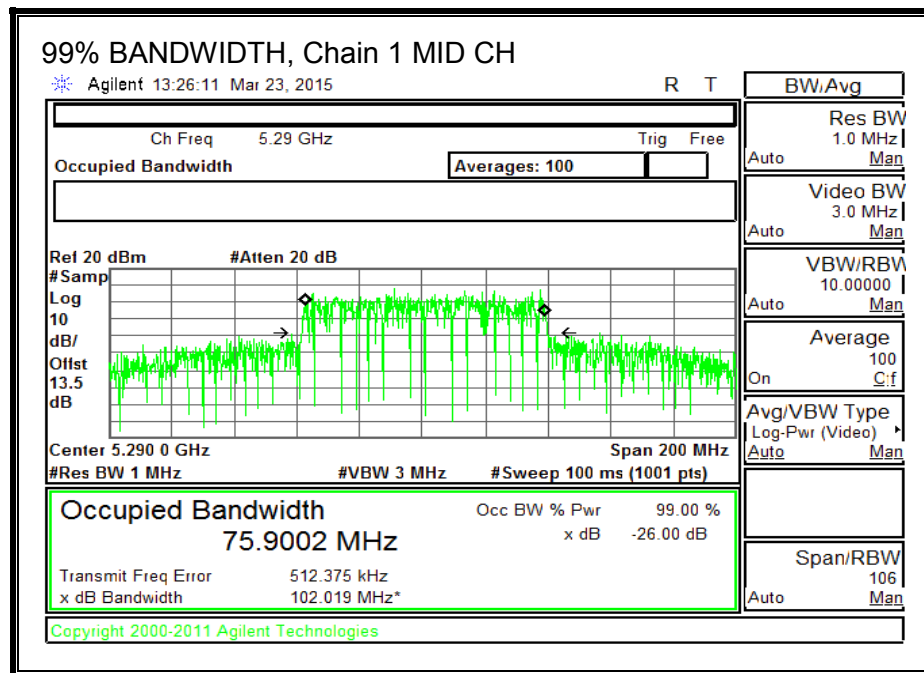 99% BANDWIDTH, Chain 1 MID CH
Agilent 13:26:11 Mar 23, 2015 R T
Ch Freq 5.29 GHz Trig Free
Occupied Bandwidth Averages: 100
Ref 20 dBm #Atten 20 dB
#Samp
Log
10
dB/
Offst
13.5
dB
Center 5.290 0 GHz Span 200 MHz
#Res BW 1 MHz #VBW 3 MHz #Sweep 100 ms (1001 pts)
Occupied Bandwidth Occ BW % Pwr 99.00 %
75.9002 MHz x dB -26.00 dB
Transmit Freq Error 512.375 kHz
x dB Bandwidth 102.019 MHz*
Copyright 2000-2011 Agilent Technologies
BW/Avg
Res BW
1.0 MHz
Auto Man
Video BW
3.0 MHz
Auto Man
VBW/RBW
10.00000
Auto Man
Average
100
On Off
Avg/VBW Type
Log-Pwr (Video)
Auto Man
Span/RBW
106
Auto Man